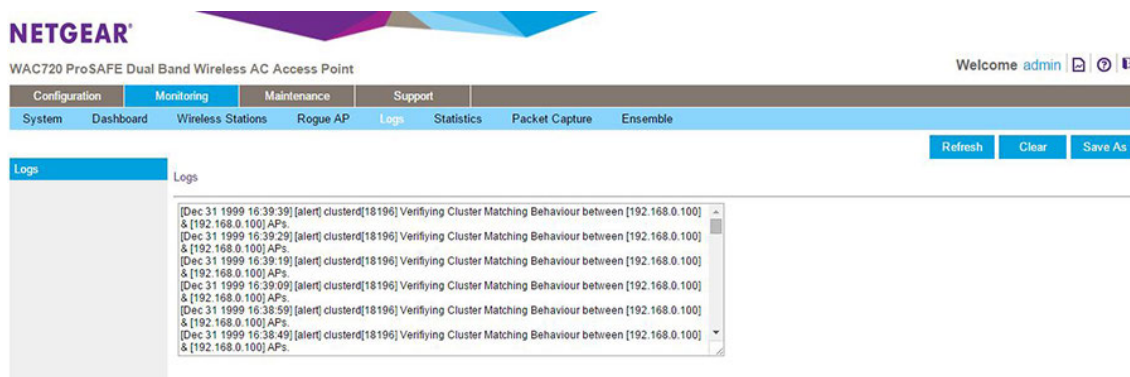 NETGEAR®
WAC720 ProSAFE Dual Band Wireless AC Access Point
Welcome admin
Configuration Monitoring Maintenance Support
System Dashboard Wireless Stations Rogue AP Logs Statistics Packet Capture Ensemble
Refresh Clear Save As
Logs
Logs
[Dec 31 1999 16:39:39] [alert] clusterd[18196] Verifiying Cluster Matching Behaviour between [192.168.0.100]
& [192.168.0.100] APs.
[Dec 31 1999 16:39:29] [alert] clusterd[18196] Verifiying Cluster Matching Behaviour between [192.168.0.100]
& [192.168.0.100] APs.
[Dec 31 1999 16:39:19] [alert] clusterd[18196] Verifiying Cluster Matching Behaviour between [192.168.0.100]
& [192.168.0.100] APs.
[Dec 31 1999 16:39:09] [alert] clusterd[18196] Verifiying Cluster Matching Behaviour between [192.168.0.100]
& [192.168.0.100] APs.
[Dec 31 1999 16:38:59] [alert] clusterd[18196] Verifiying Cluster Matching Behaviour between [192.168.0.100]
& [192.168.0.100] APs.
[Dec 31 1999 16:38:49] [alert] clusterd[18196] Verifiying Cluster Matching Behaviour between [192.168.0.100]
& [192.168.0.100] APs.